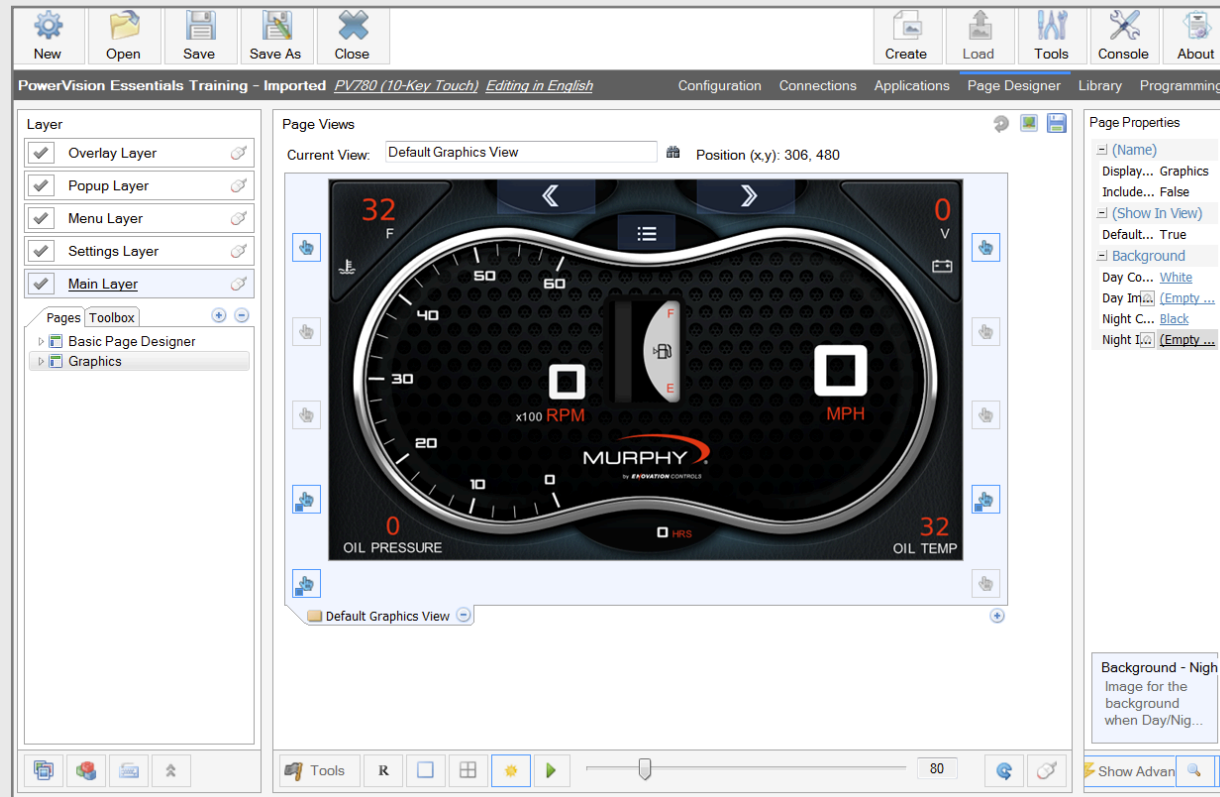 New Open Save Save As Close Create Load Tools Console About
PowerVision Essentials Training - Imported PV780 (10-Key Touch) Editing in English Configuration Connections Applications Page Designer Library Programming
Layer
Overlay Layer
Popup Layer
Menu Layer
Settings Layer
Main Layer
Pages Toolbox
Basic Page Designer
Graphics
Page Views
Current View: Default Graphics View Position (x,y): 306, 480
32
F
0
V
50
60
40
30
20
10
0
F
E
0
x100 RPM
0
MPH
MURPHY
by ENOVATION CONTROLS
0
OIL PRESSURE
0 HRS
32
OIL TEMP
Default Graphics View
Tools R 80
Page Properties
(Name)
Display... Graphics
Include... False
(Show In View)
Default... True
Background
Day Co... White
Day Im... (Empty ...
Night C... Black
Night I... (Empty ...
Background - Nigh
Image for the
background
when Day/Nig...
Show Advan